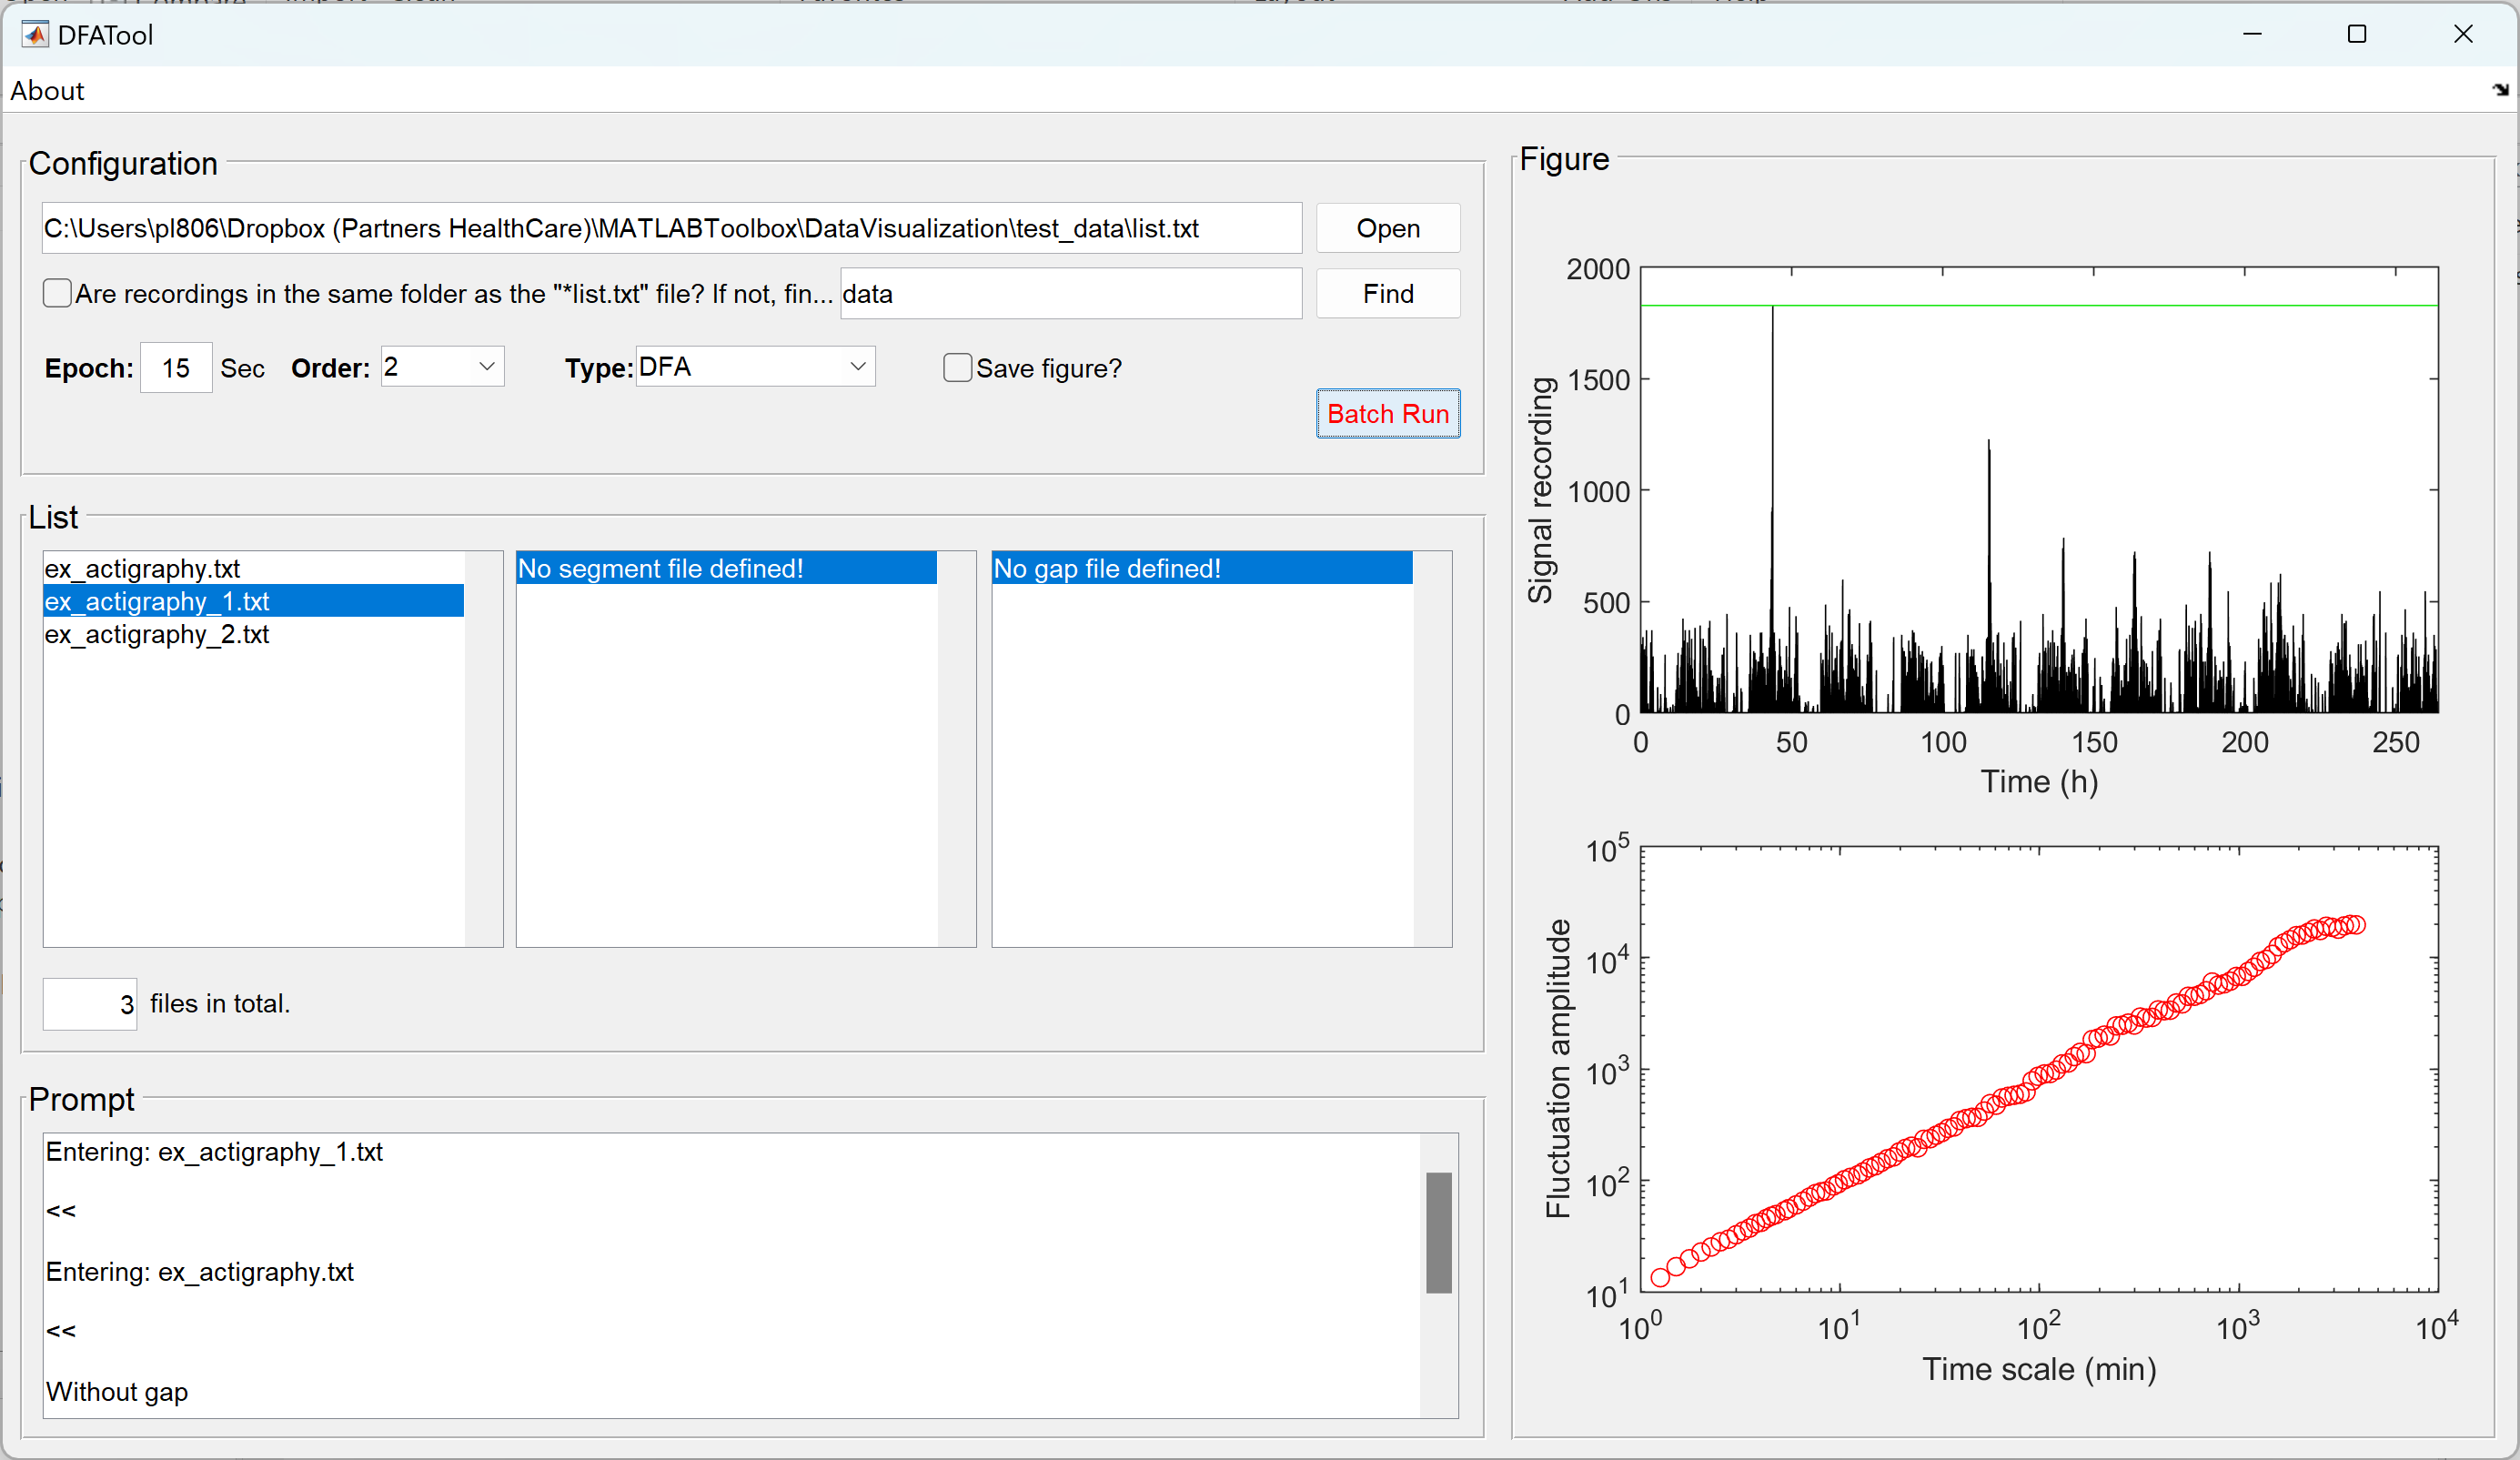 DFATool
About
Configuration
C:\Users\pl806\Dropbox (Partners HealthCare)\MATLABToolbox\DataVisualization\test_data\list.txt
Open
Are recordings in the same folder as the "*list.txt" file? If not, fin... data
Find
Epoch: 15 Sec Order: 2 Type: DFA Save figure?
Batch Run
List
ex_actigraphy.txt
ex_actigraphy_1.txt
ex_actigraphy_2.txt
No segment file defined!
No gap file defined!
3 files in total.
Prompt
Entering: ex_actigraphy_1.txt
<<
Entering: ex_actigraphy.txt
<<
Without gap
Figure
Signal recording
2000
1500
1000
500
0
0 50 100 150 200 250
Time (h)
Fluctuation amplitude
10^5
10^4
10^3
10^2
10^1
10^0 10^1 10^2 10^3 10^4
Time scale (min)